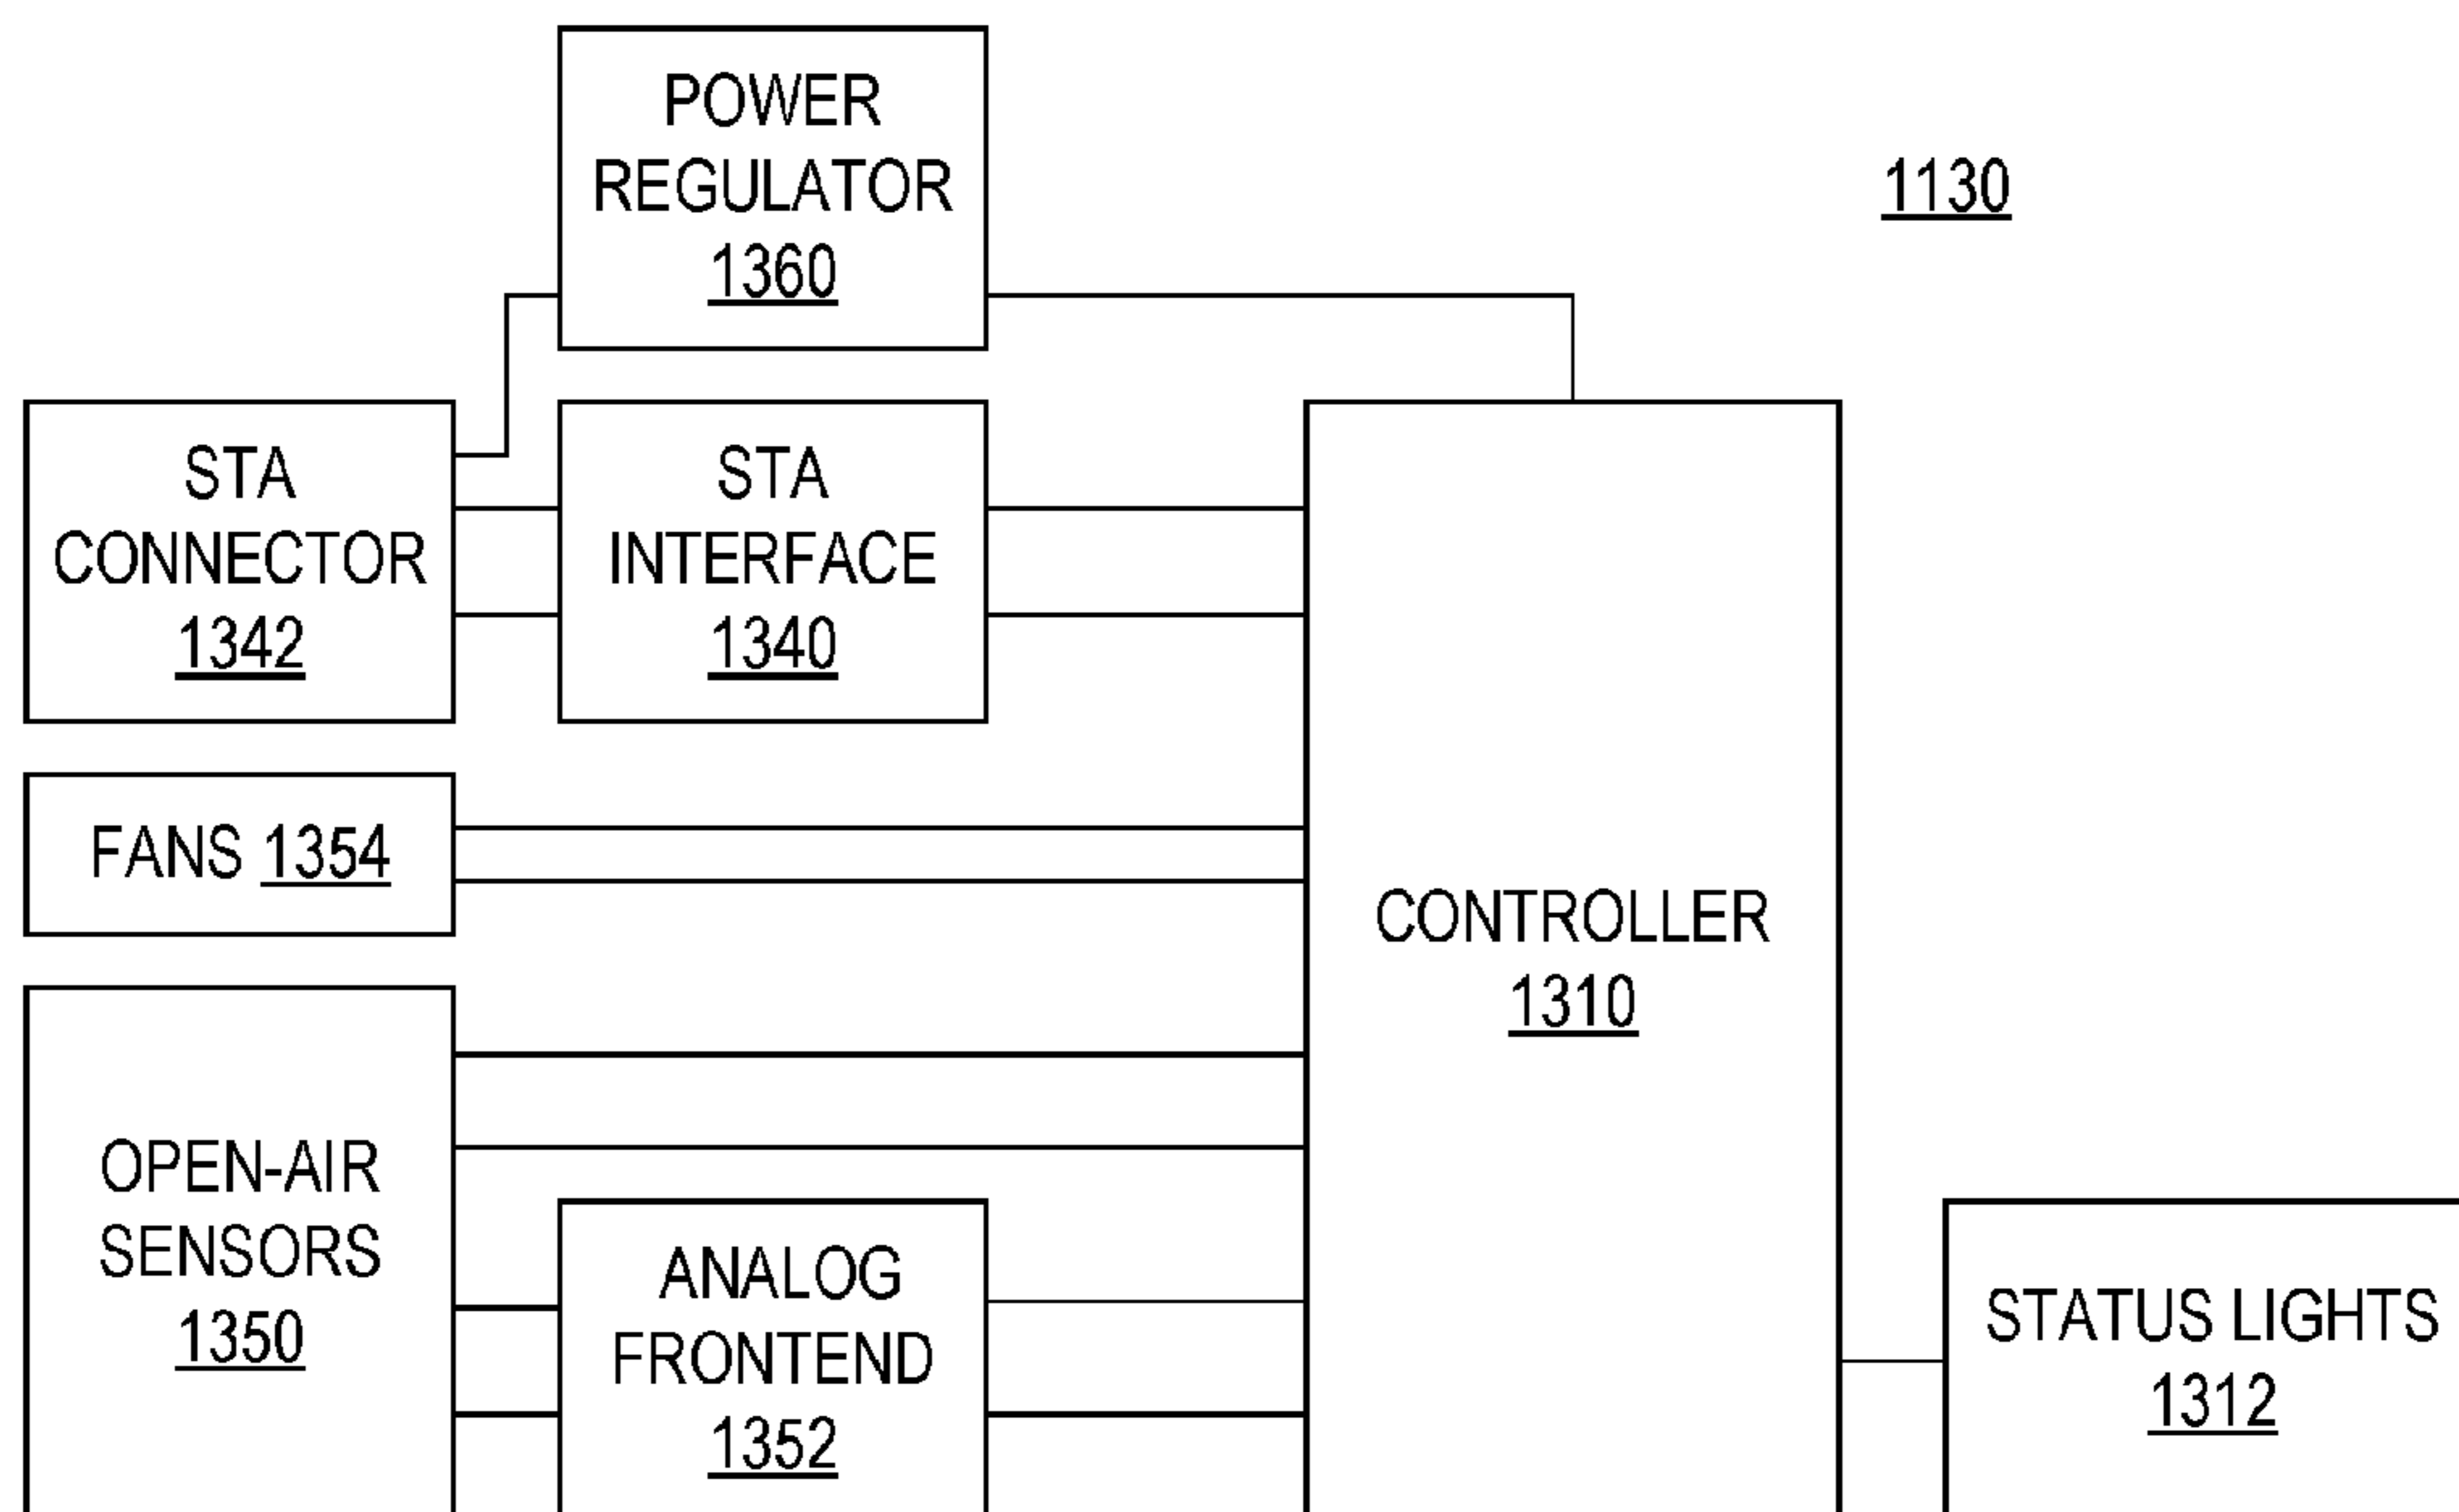 POWER
REGULATOR
1360
1130
STA
CONNECTOR
1342
STA
INTERFACE
1340
FANS 1354
CONTROLLER
1310
OPEN-AIR
SENSORS
1350
ANALOG
FRONTEND
1352
STATUS LIGHTS
1312